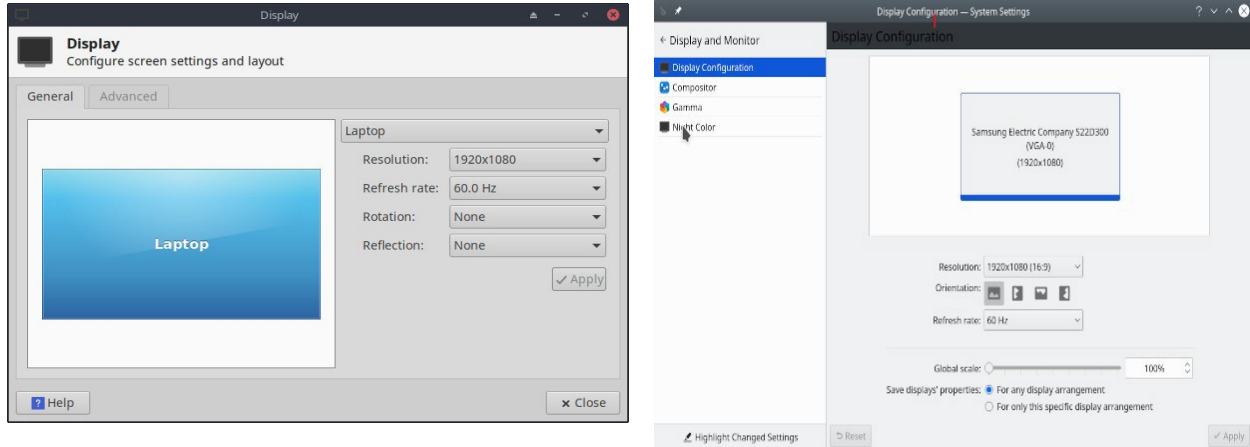 Display
Display
Configure screen settings and layout
General Advanced
Laptop
Laptop
Resolution: 1920x1080
Refresh rate: 60.0 Hz
Rotation: None
Reflection: None
Apply
? Help
x Close
Display Configuration — System Settings
Display and Monitor
Display Configuration
Compositor
Gamma
Night Color
Highlight Changed Settings
Display Configuration
Samsung Electric Company S22D300
(VGA-0)
(1920x1080)
Resolution: 1920x1080 (16:9)
Orientation:
Refresh rate: 60 Hz
Global scale: 100%
Save displays' properties: For any display arrangement
For only this specific display arrangement
Reset
Apply